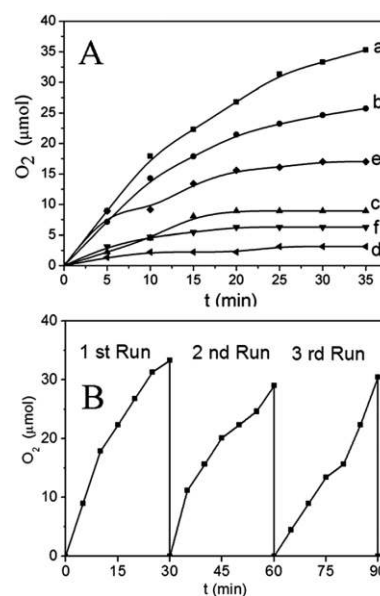 A
O2 (μmol)
40
35
30
25
20
15
10
5
0
a
b
e
c
f
d
0 5 10 15 20 25 30 35
t (min)
B
1 st Run 2 nd Run 3 rd Run
O2 (μmol)
30
20
10
0
0 15 30 45 60 75 90
t (min)